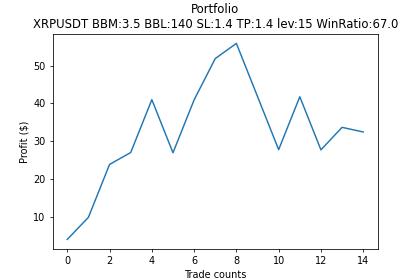 Portfolio
XRPUSDT BBM:3.5 BBL:140 SL:1.4 TP:1.4 lev:15 WinRatio:67.0
50
40
30
20
10
Profit ($)
0 2 4 6 8 10 12 14
Trade counts